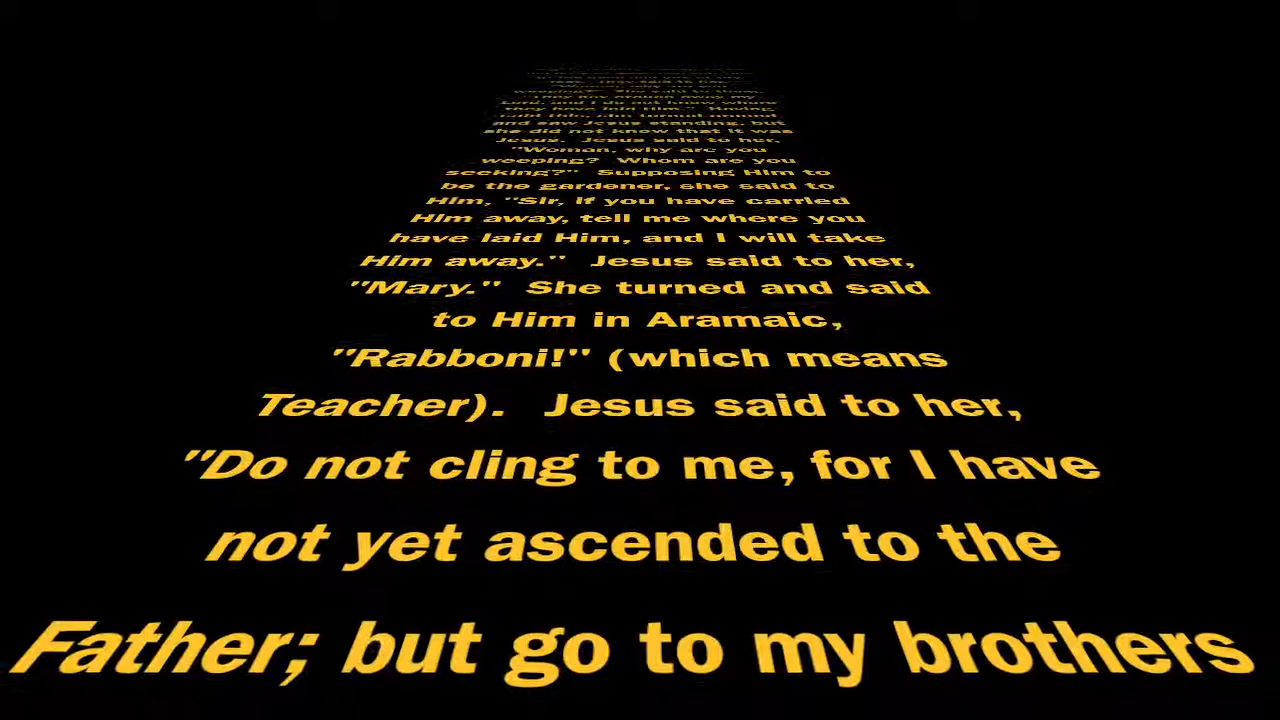 Lord, and I do not know where
they have laid Him." Having
said this, she turned around
and saw Jesus standing, but
she did not know that it was
Jesus. Jesus said to her,
"Woman, why are you
weeping? Whom are you
seeking?" Supposing Him to
be the gardener, she said to
Him, "Sir, if you have carried
Him away, tell me where you
have laid Him, and I will take
Him away." Jesus said to her,
"Mary." She turned and said
to Him in Aramaic,
"Rabboni!" (which means
Teacher). Jesus said to her,
"Do not cling to me, for I have
not yet ascended to the
Father; but go to my brothers